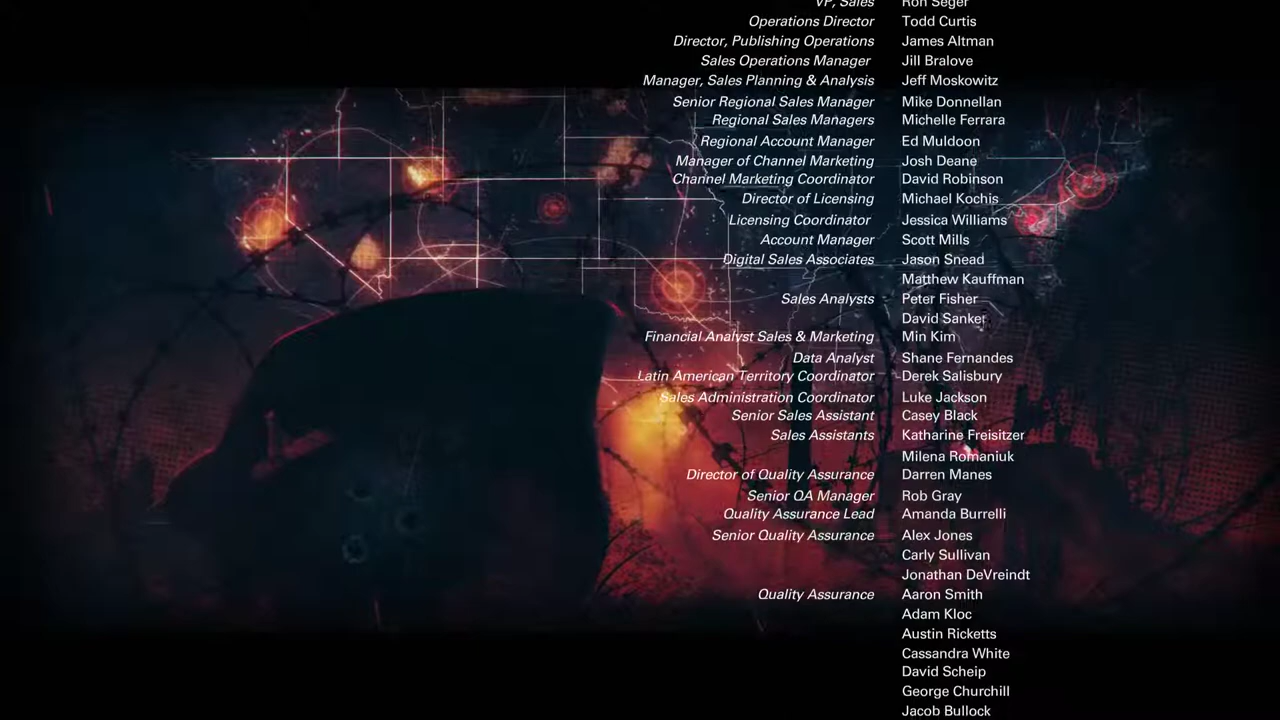 VP, Sales Ron Seger
Operations Director Todd Curtis
Director, Publishing Operations James Altman
Sales Operations Manager Jill Bralove
Manager, Sales Planning & Analysis Jeff Moskowitz
Senior Regional Sales Manager Mike Donnellan
Regional Sales Managers Michelle Ferrara
Regional Account Manager Ed Muldoon
Manager of Channel Marketing Josh Deane
Channel Marketing Coordinator David Robinson
Director of Licensing Michael Kochis
Licensing Coordinator Jessica Williams
Account Manager Scott Mills
Digital Sales Associates Jason Snead
Matthew Kauffman
Sales Analysts Peter Fisher
David Sanker
Financial Analyst Sales & Marketing Min Kim
Data Analyst Shane Fernandes
Latin American Territory Coordinator Derek Salisbury
Sales Administration Coordinator Luke Jackson
Senior Sales Assistant Casey Black
Sales Assistants Katharine Freisitzer
Milena Romaniuk
Director of Quality Assurance Darren Manes
Senior QA Manager Rob Gray
Quality Assurance Lead Amanda Burrelli
Senior Quality Assurance Alex Jones
Carly Sullivan
Jonathan DeVreindt
Quality Assurance Aaron Smith
Adam Kloc
Austin Ricketts
Cassandra White
David Scheip
George Churchill
Jacob Bullock